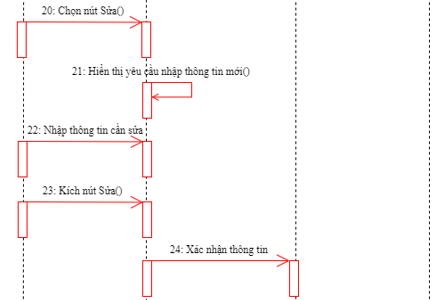 20: Chọn nút Sửa()
21: Hiển thị yêu cầu nhập thông tin mới()
22: Nhập thông tin cần sửa
23: Kích nút Sửa()
24: Xác nhận thông tin